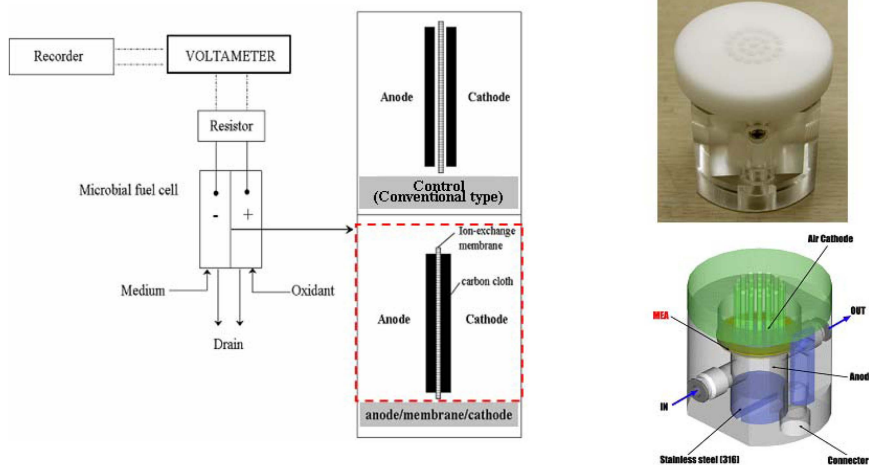 Recorder
VOLTAMETER
Resistor
Microbial fuel cell
-
+
Medium
Oxidant
Drain
Anode
Cathode
Control
(Conventional type)
Ion-exchange
membrane
carbon cloth
Anode
Cathode
anode/membrane/cathode
Air Cathode
MEA
OUT
Anod
IN
Stainless steel [316]
Connector